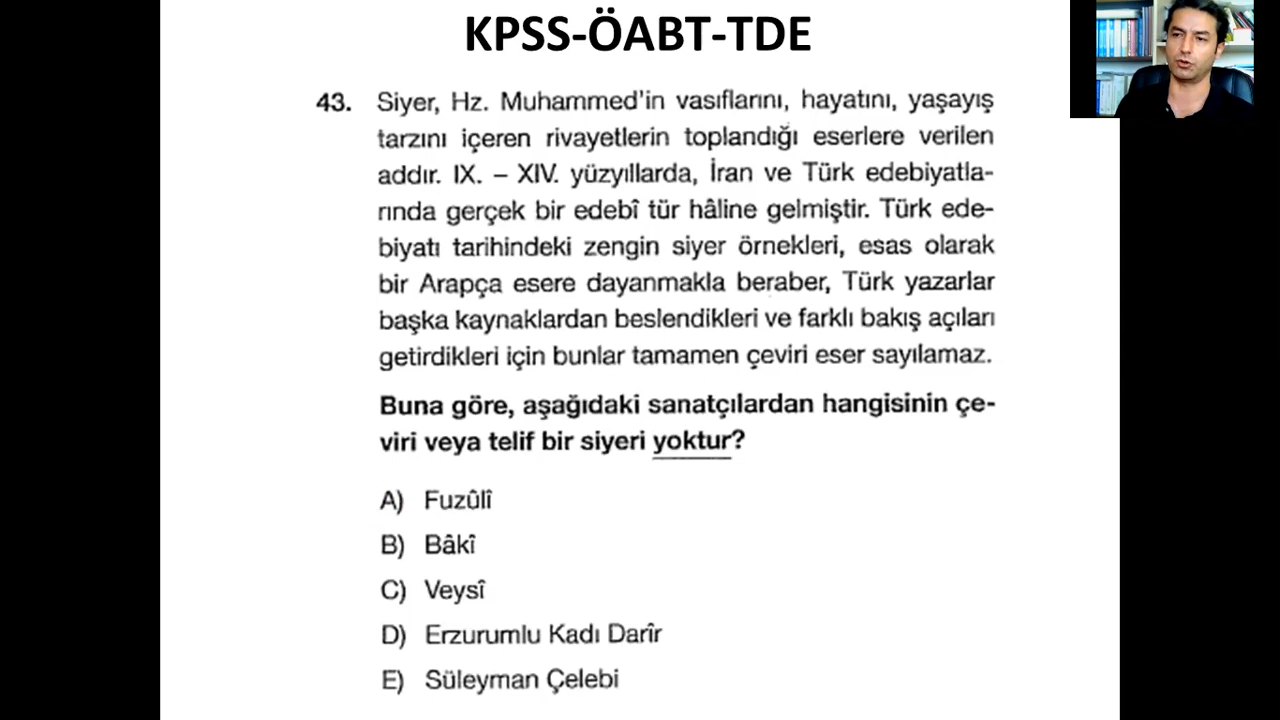 KPSS-ÖABT-TDE
43. Siyer, Hz. Muhammed'in vasıflarını, hayatını, yaşayış
tarzını içeren rivayetlerin toplandığı eserlere verilen
addır. IX. – XIV. yüzyıllarda, İran ve Türk edebiyatla-
rında gerçek bir edebî tür hâline gelmiştir. Türk ede-
biyatı tarihindeki zengin siyer örnekleri, esas olarak
bir Arapça esere dayanmakla beraber, Türk yazarlar
başka kaynaklardan beslendikleri ve farklı bakış açıları
getirdikleri için bunlar tamamen çeviri eser sayılamaz.
Buna göre, aşağıdaki sanatçılardan hangisinin çe-
viri veya telif bir siyeri yoktur?
A) Fuzûlî
B) Bâkî
C) Veysî
D) Erzurumlu Kadı Darîr
E) Süleyman Çelebi